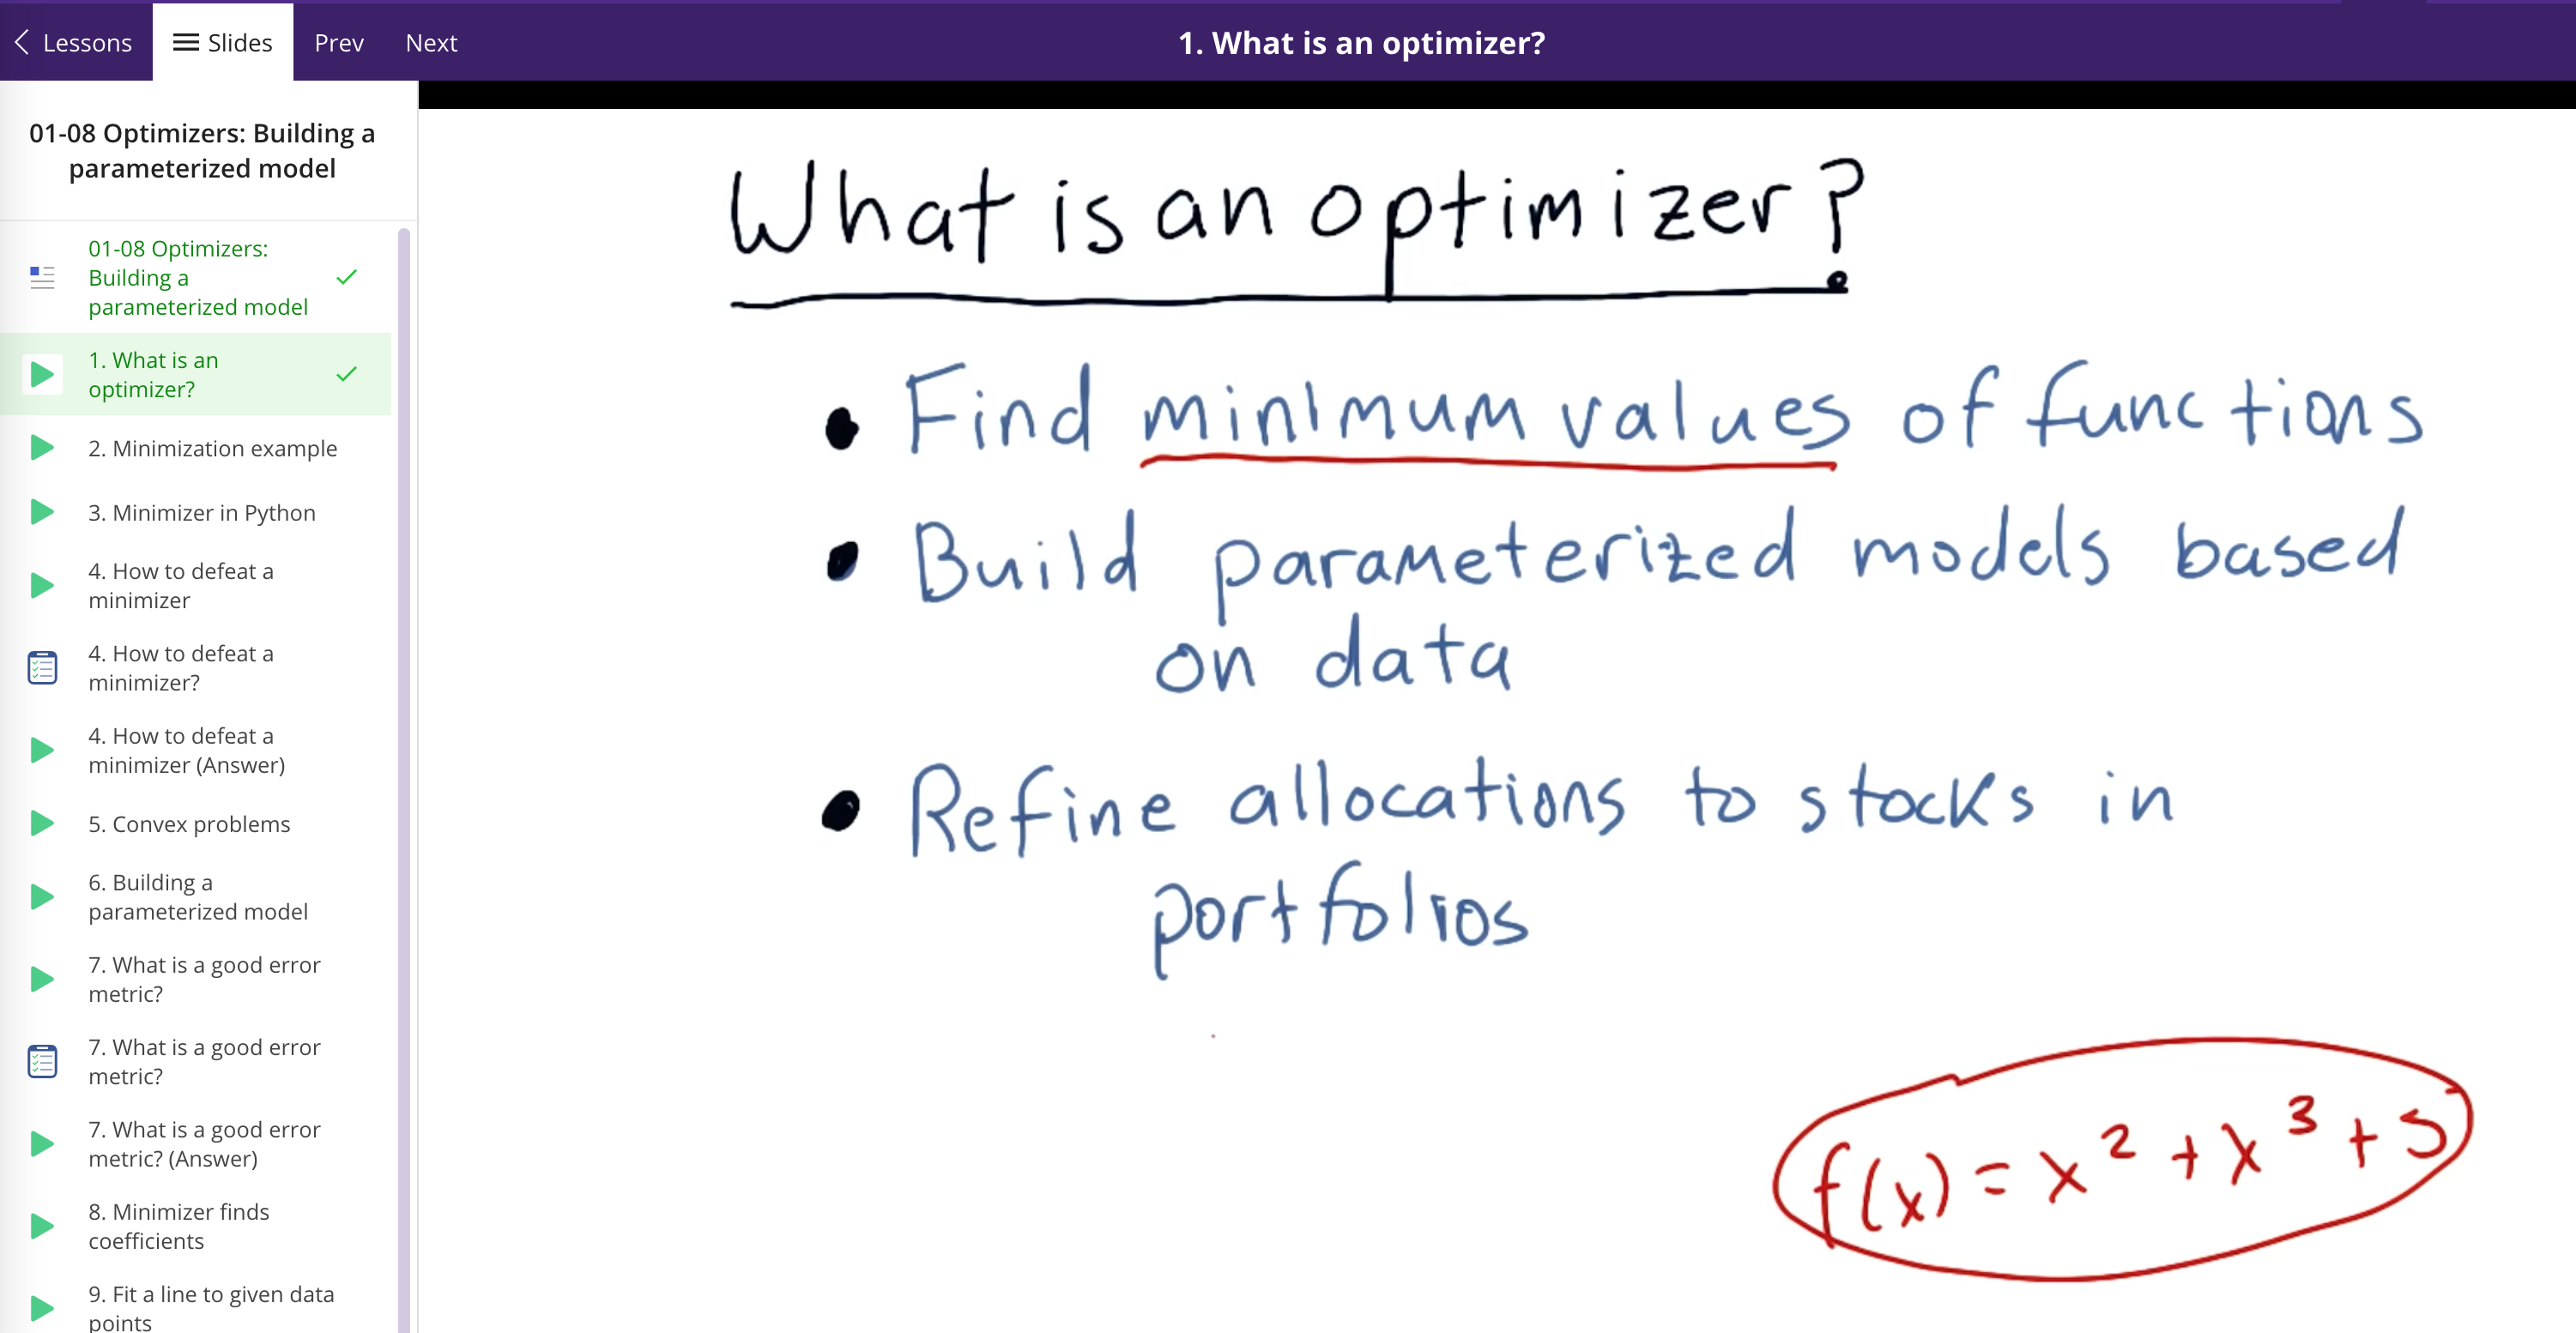 Lessons
Slides
Prev
Next
1. What is an optimizer?
01-08 Optimizers: Building a
parameterized model
01-08 Optimizers:
Building a
parameterized model
1. What is an
optimizer?
2. Minimization example
3. Minimizer in Python
4. How to defeat a
minimizer
4. How to defeat a
minimizer?
4. How to defeat a
minimizer (Answer)
5. Convex problems
6. Building a
parameterized model
7. What is a good error
metric?
7. What is a good error
metric?
7. What is a good error
metric? (Answer)
8. Minimizer finds
coefficients
9. Fit a line to given data
points
What is an optimizer?
• Find minimum values of functions
• Build parameterized models based
on data
• Refine allocations to stocks in
portfolios
f(x) = x² + x³ + 5